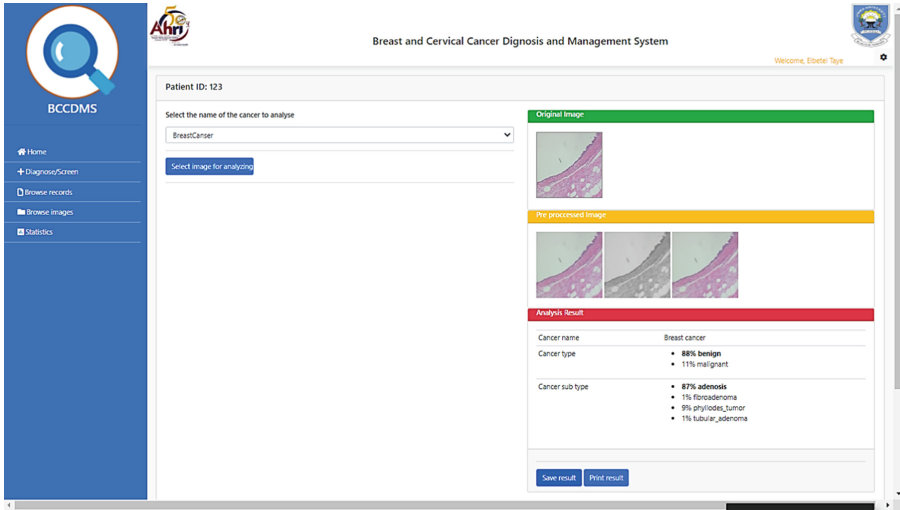 50
Ahri
Breast and Cervical Cancer Dignosis and Management System
Welcome, Elbetel Taye
BCCDMS
Home
Diagnose/Screen
Browse records
Browse images
Statistics
Patient ID: 123
Select the name of the cancer to analyse
BreastCanser
Select image for analyzing
Original Image
Pre proccessed Image
Analysis Result
Cancer name Breast cancer
Cancer type 88% benign
11% malignant
Cancer sub type 87% adenosis
1% fibroadenoma
9% phyllodes_tumor
1% tubular_adenoma
Save result Print result